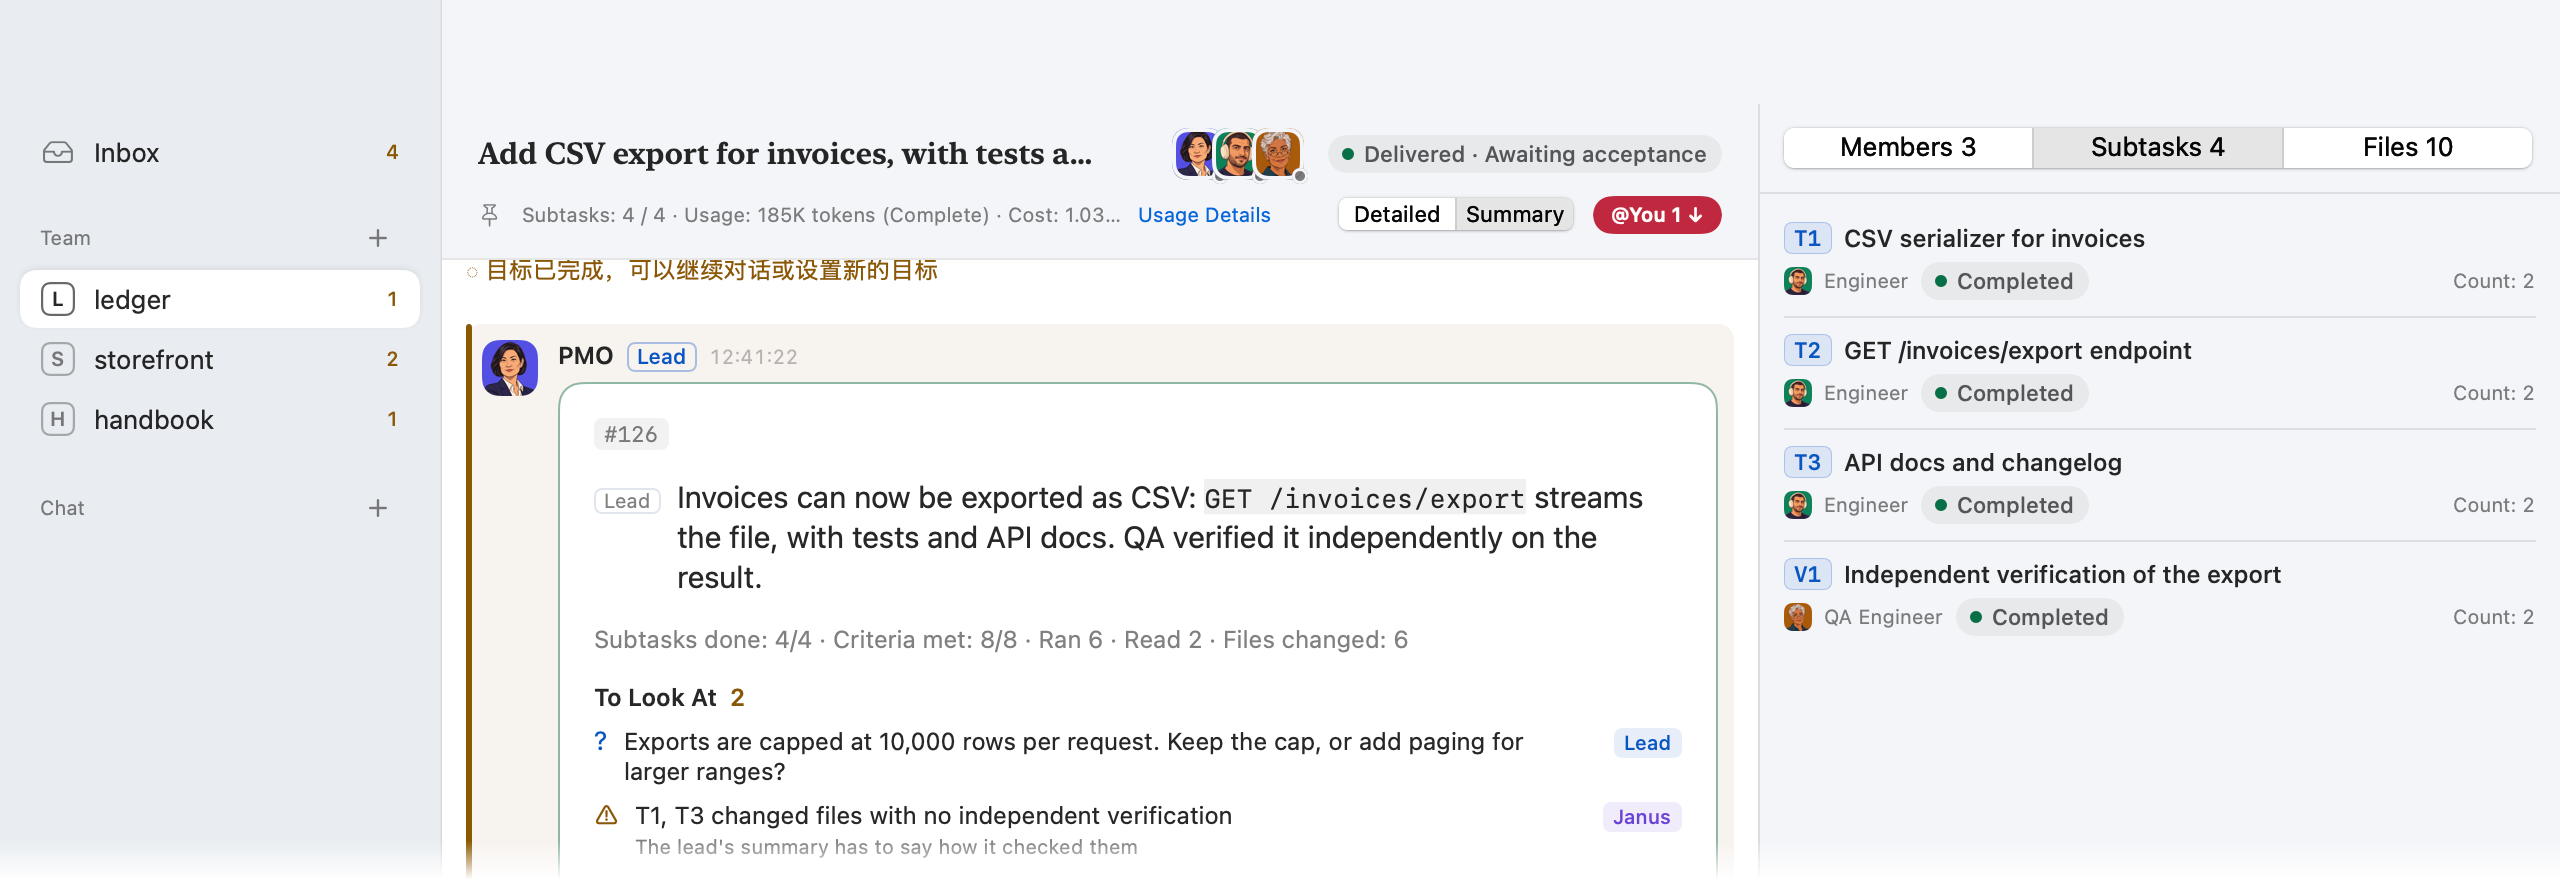 Inbox 4
Team +
L ledger 1
S storefront 2
H handbook 1
Chat +
Add CSV export for invoices, with tests a...
Delivered · Awaiting acceptance
Subtasks: 4 / 4 · Usage: 185K tokens (Complete) · Cost: 1.03... Usage Details
Detailed Summary @You 1 ↓
目标已完成，可以继续对话或设置新的目标
PMO Lead 12:41:22
#126
Lead Invoices can now be exported as CSV: GET /invoices/export streams
the file, with tests and API docs. QA verified it independently on the
result.
Subtasks done: 4/4 · Criteria met: 8/8 · Ran 6 · Read 2 · Files changed: 6
To Look At 2
? Exports are capped at 10,000 rows per request. Keep the cap, or add paging for Lead
larger ranges?
T1, T3 changed files with no independent verification Janus
The lead's summary has to say how it checked them
Members 3 Subtasks 4 Files 10
T1 CSV serializer for invoices
Engineer Completed Count: 2
T2 GET /invoices/export endpoint
Engineer Completed Count: 2
T3 API docs and changelog
Engineer Completed Count: 2
V1 Independent verification of the export
QA Engineer Completed Count: 2